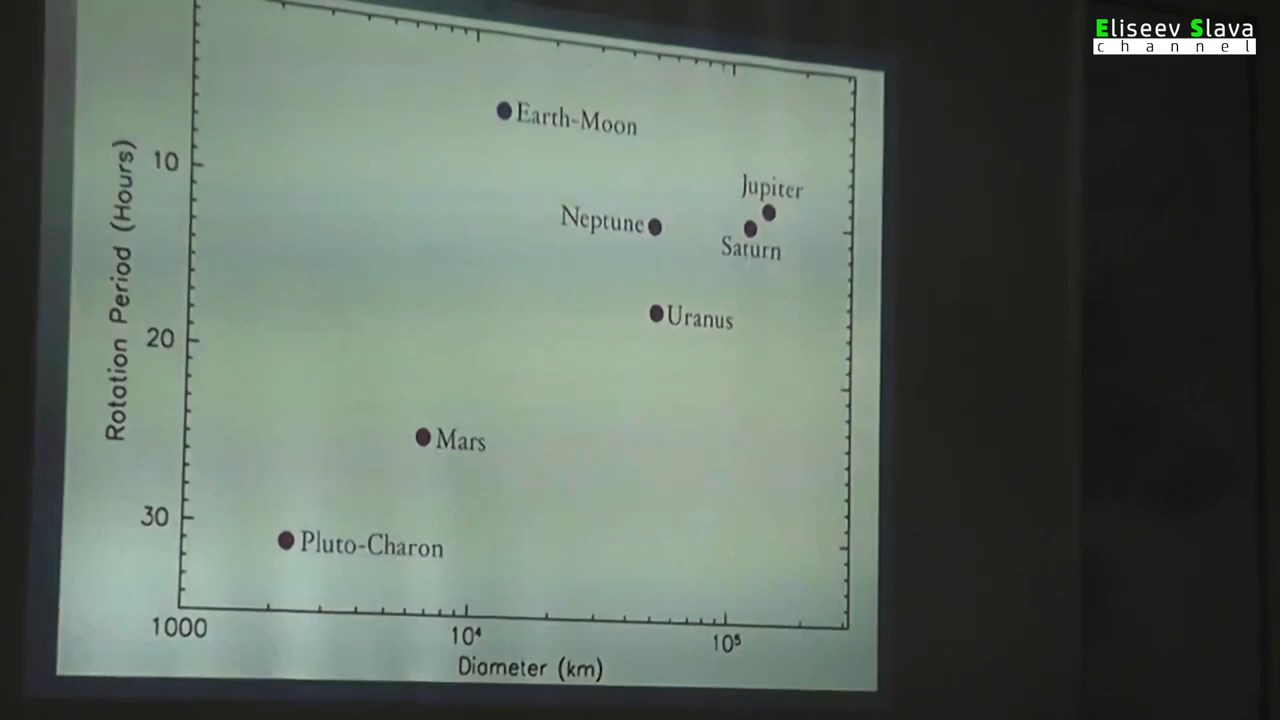 Eliseev Slava
channel
Earth-Moon
10
Jupiter
Neptune
Saturn
Rotation Period (Hours)
20
Uranus
Mars
30
Pluto-Charon
1000
10⁴
10⁵
Diameter (km)